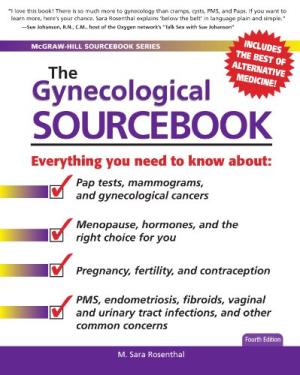 "I love this book! There is so much more to gynecology than cramps, cysts, PMS, and Paps. If you want to
learn more, here's your chance. Sara Rosenthal explains 'below the belt' in language plain and simple."
—Sue Johanson, R.N., C.M., host of the Oxygen network's "Talk Sex with Sue Johanson"
McGRAW-HILL SOURCEBOOK SERIES
INCLUDES
THE BEST OF
ALTERNATIVE
MEDICINE!
The
Gynecological
SOURCEBOOK
Everything you need to know about:
Pap tests, mammograms,
and gynecological cancers
Menopause, hormones, and the
right choice for you
Pregnancy, fertility, and contraception
PMS, endometriosis, fibroids, vaginal
and urinary tract infections, and other
common concerns
Fourth Edition
M. Sara Rosenthal